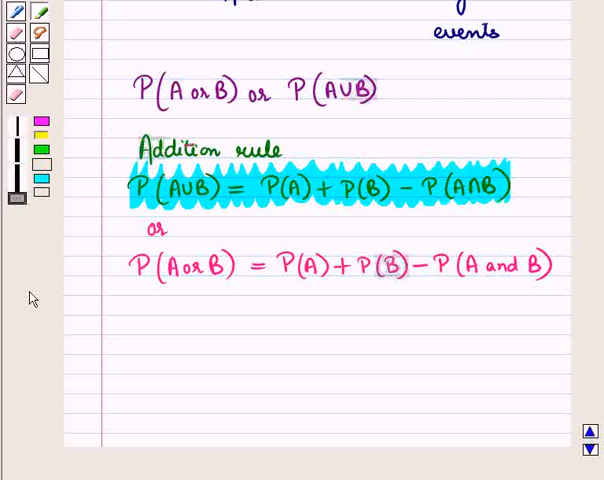 events
P(A or B) or P(A∪B)
Addition rule
P(A∪B) = P(A) + P(B) - P(A∩B)
or
P(A or B) = P(A) + P(B) - P(A and B)